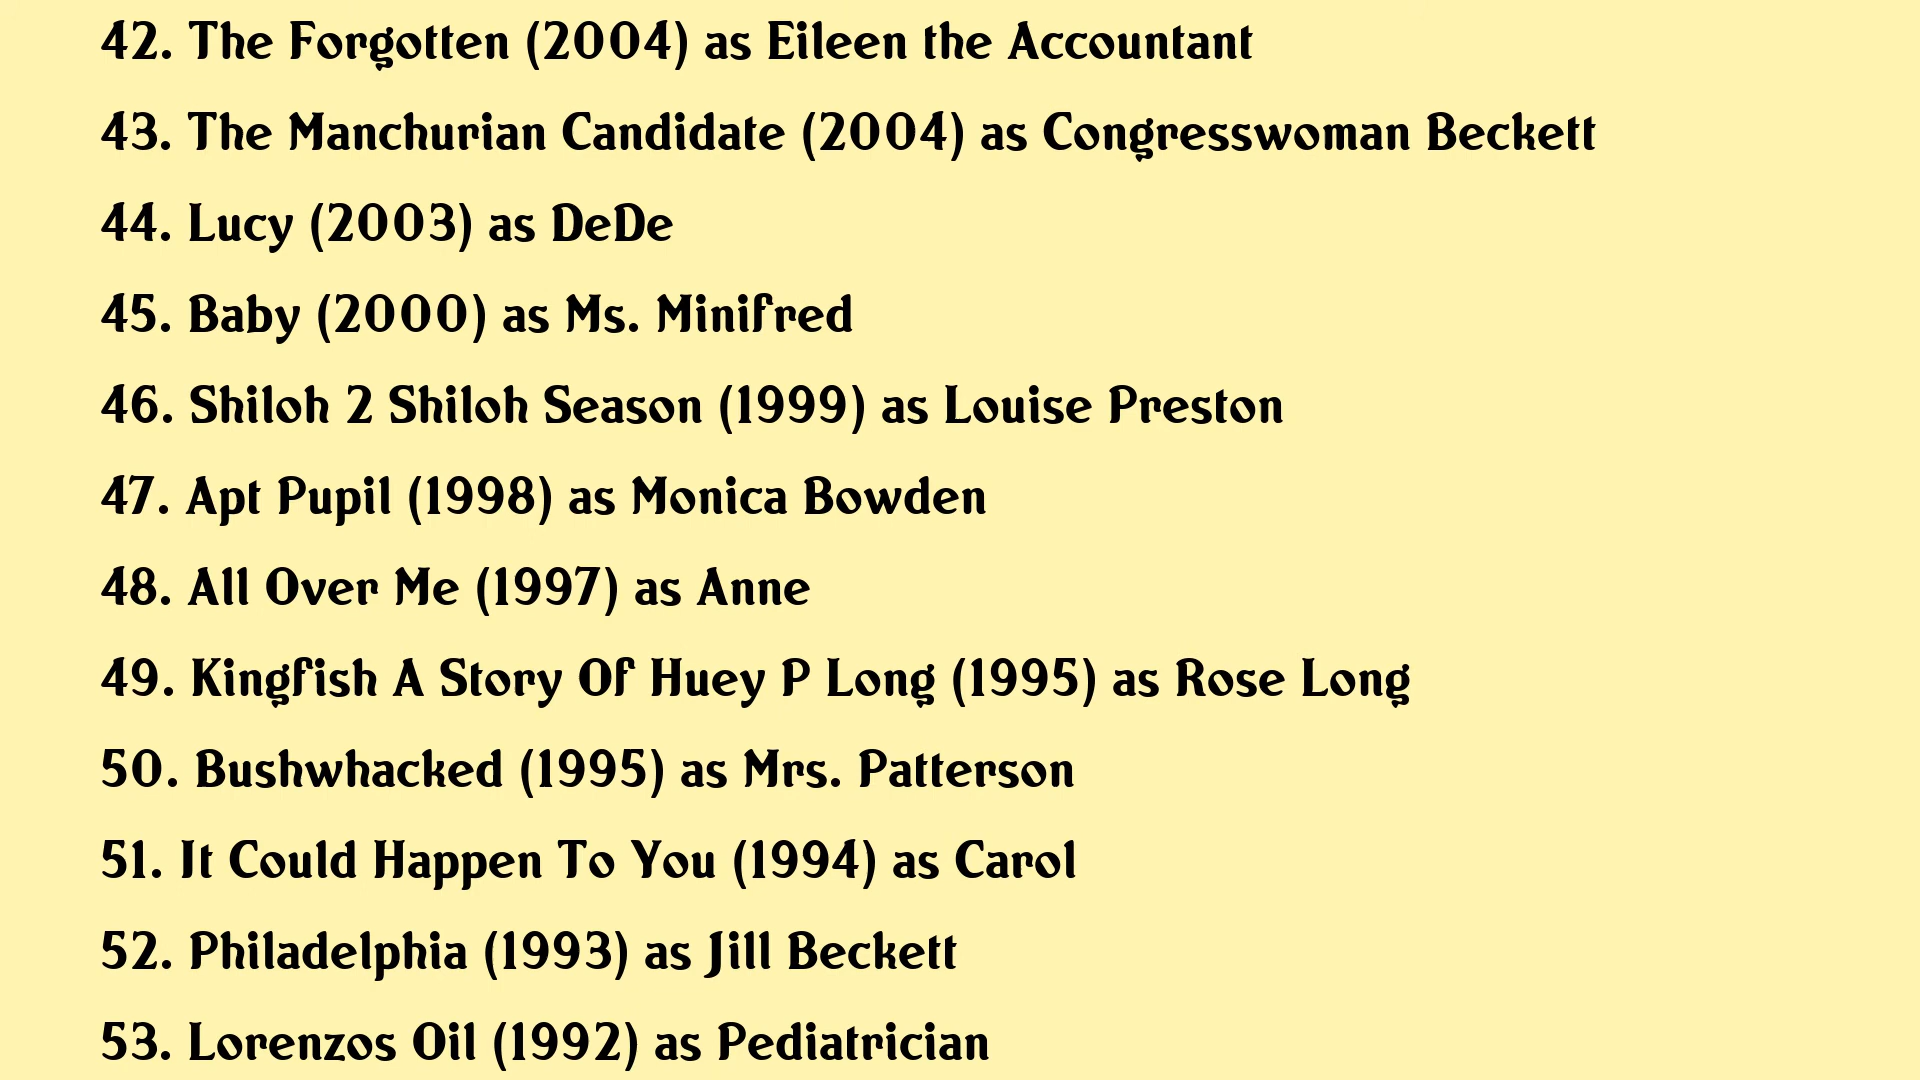 42. The Forgotten (2004) as Eileen the Accountant
43. The Manchurian Candidate (2004) as Congresswoman Beckett
44. Lucy (2003) as DeDe
45. Baby (2000) as Ms. Minifred
46. Shiloh 2 Shiloh Season (1999) as Louise Preston
47. Apt Pupil (1998) as Monica Bowden
48. All Over Me (1997) as Anne
49. Kingfish A Story Of Huey P Long (1995) as Rose Long
50. Bushwhacked (1995) as Mrs. Patterson
51. It Could Happen To You (1994) as Carol
52. Philadelphia (1993) as Jill Beckett
53. Lorenzos Oil (1992) as Pediatrician